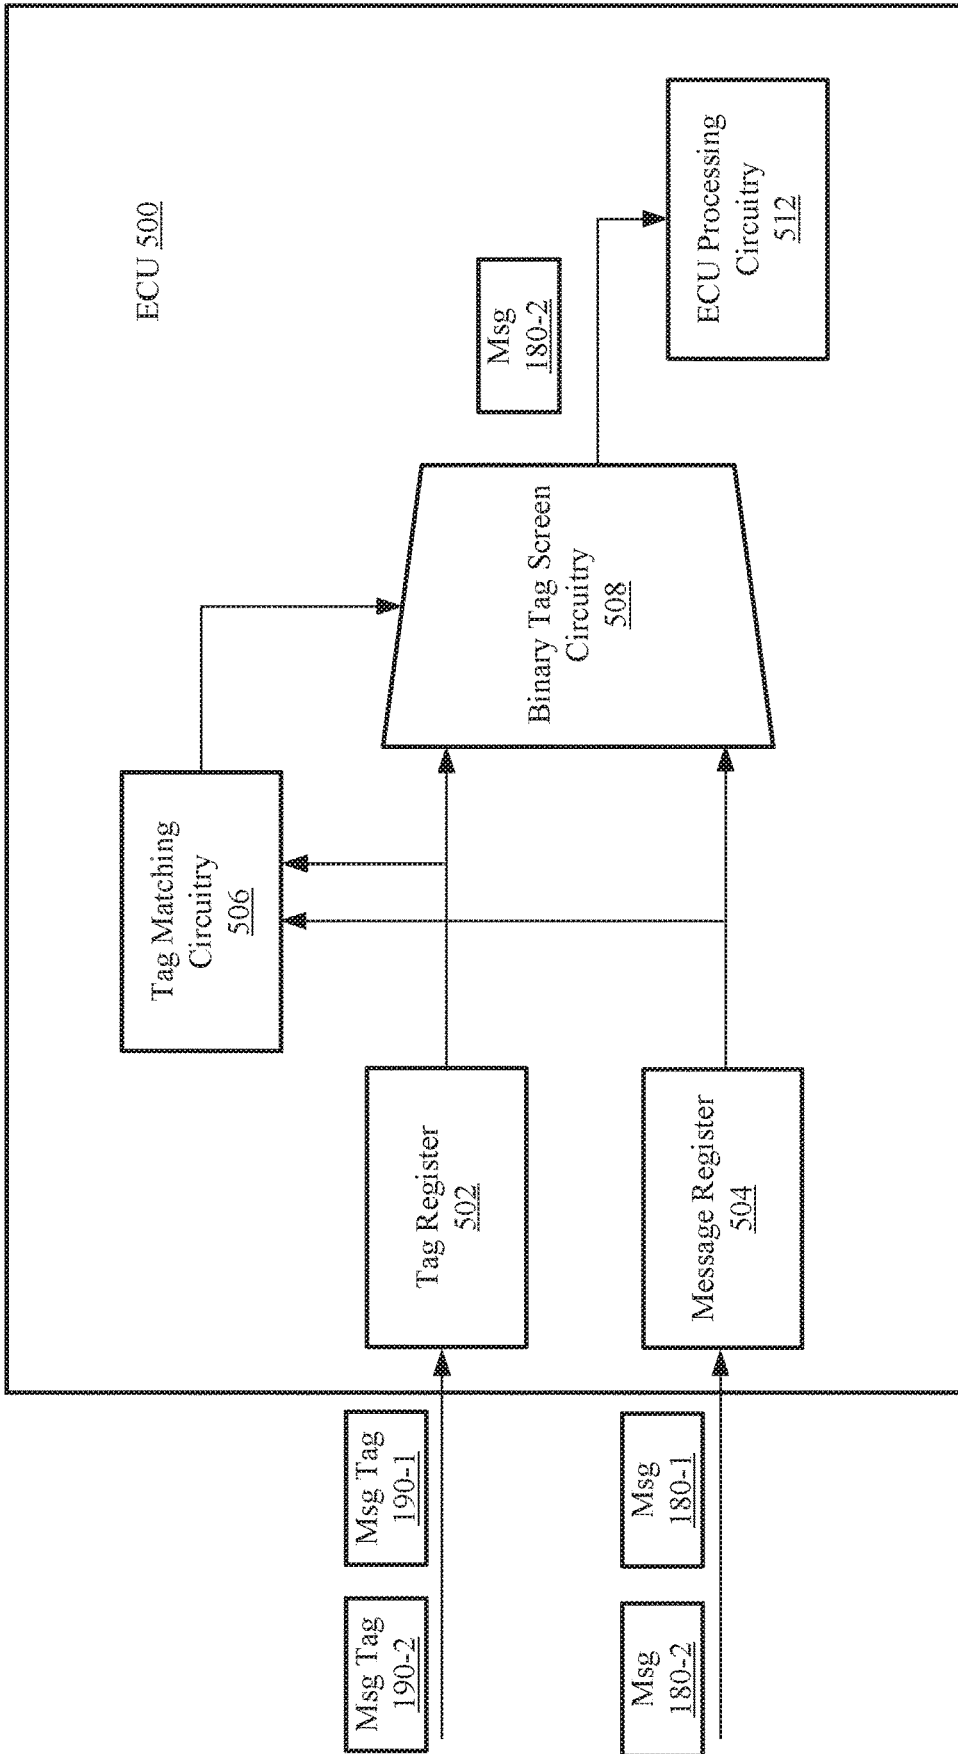 ECU 500
Msg Tag
190-2
Msg Tag
190-1
Msg
180-2
Msg
180-1
Tag Register
502
Message Register
504
Tag Matching
Circuitry
506
Binary Tag Screen
Circuitry
508
Msg
180-2
ECU Processing
Circuitry
512